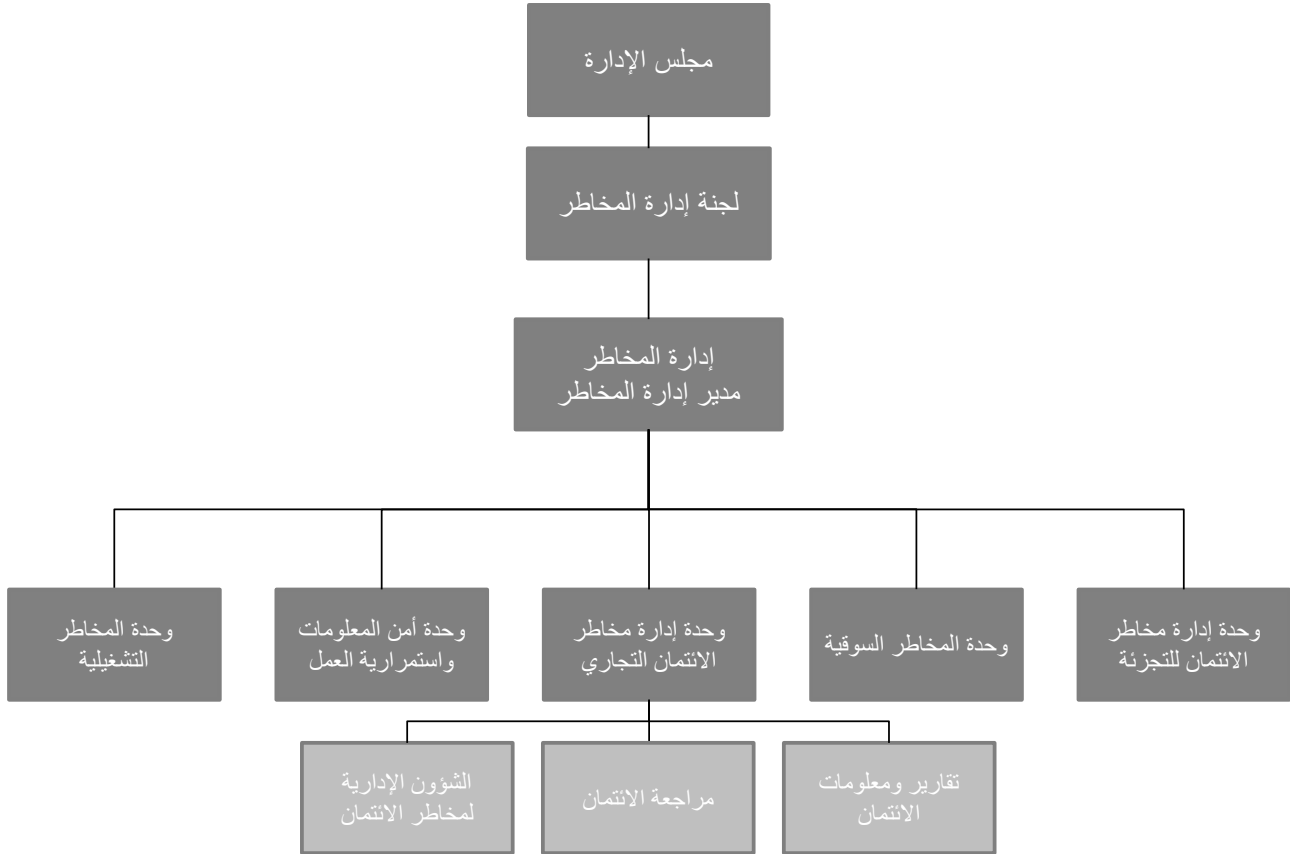 مجلس الإدارة
لجنة إدارة المخاطر
إدارة المخاطر
مدير إدارة المخاطر
وحدة إدارة مخاطر
الائتمان للتجزئة
وحدة المخاطر السوقية
وحدة إدارة مخاطر
الائتمان التجاري
وحدة أمن المعلومات
واستمرارية العمل
وحدة المخاطر
التشغيلية
تقارير ومعلومات
الائتمان
مراجعة الائتمان
الشؤون الإدارية
لمخاطر الائتمان